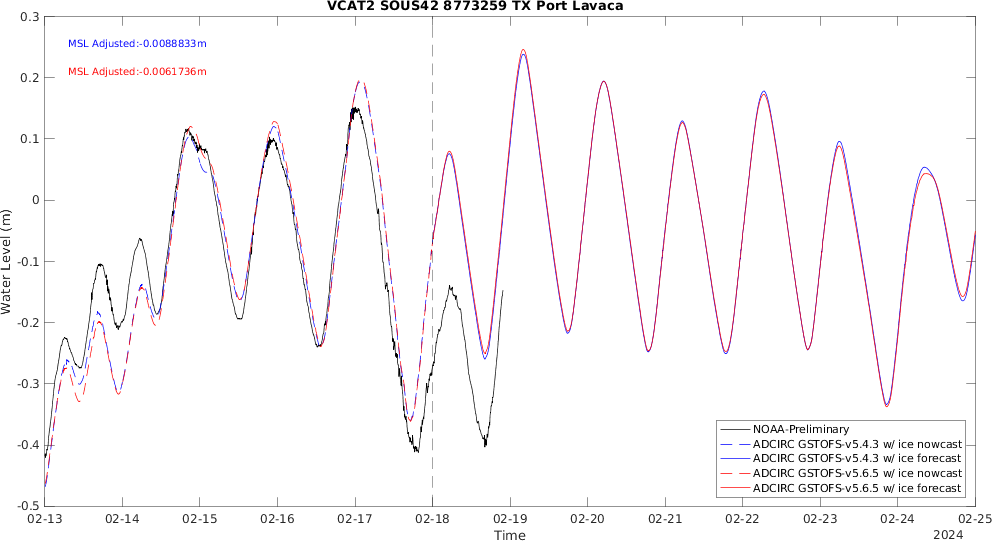 VCAT2 SOUS42 8773259 TX Port Lavaca
MSL Adjusted:-0.0088833m
MSL Adjusted:-0.0061736m
Water Level (m)
0.3
0.2
0.1
0
-0.1
-0.2
-0.3
-0.4
-0.5
NOAA-Preliminary
ADCIRC GSTOFS-v5.4.3 w/ ice nowcast
ADCIRC GSTOFS-v5.4.3 w/ ice forecast
ADCIRC GSTOFS-v5.6.5 w/ ice nowcast
ADCIRC GSTOFS-v5.6.5 w/ ice forecast
02-13 02-14 02-15 02-16 02-17 02-18 02-19 02-20 02-21 02-22 02-23 02-24 02-25
Time
2024